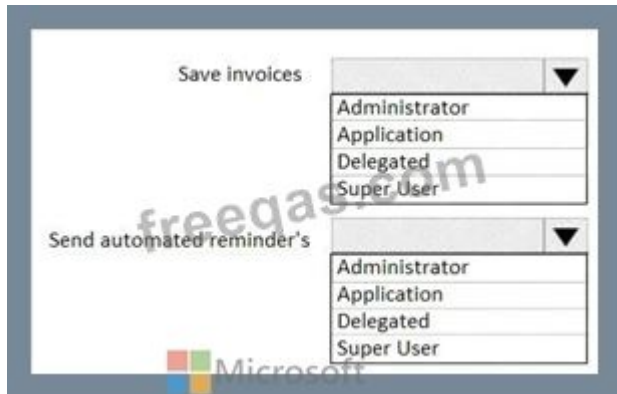 Save invoices
Administrator
Application
Delegated
Super User
freeqas.com
Send automated reminder's
Administrator
Application
Delegated
Super User
Microsoft